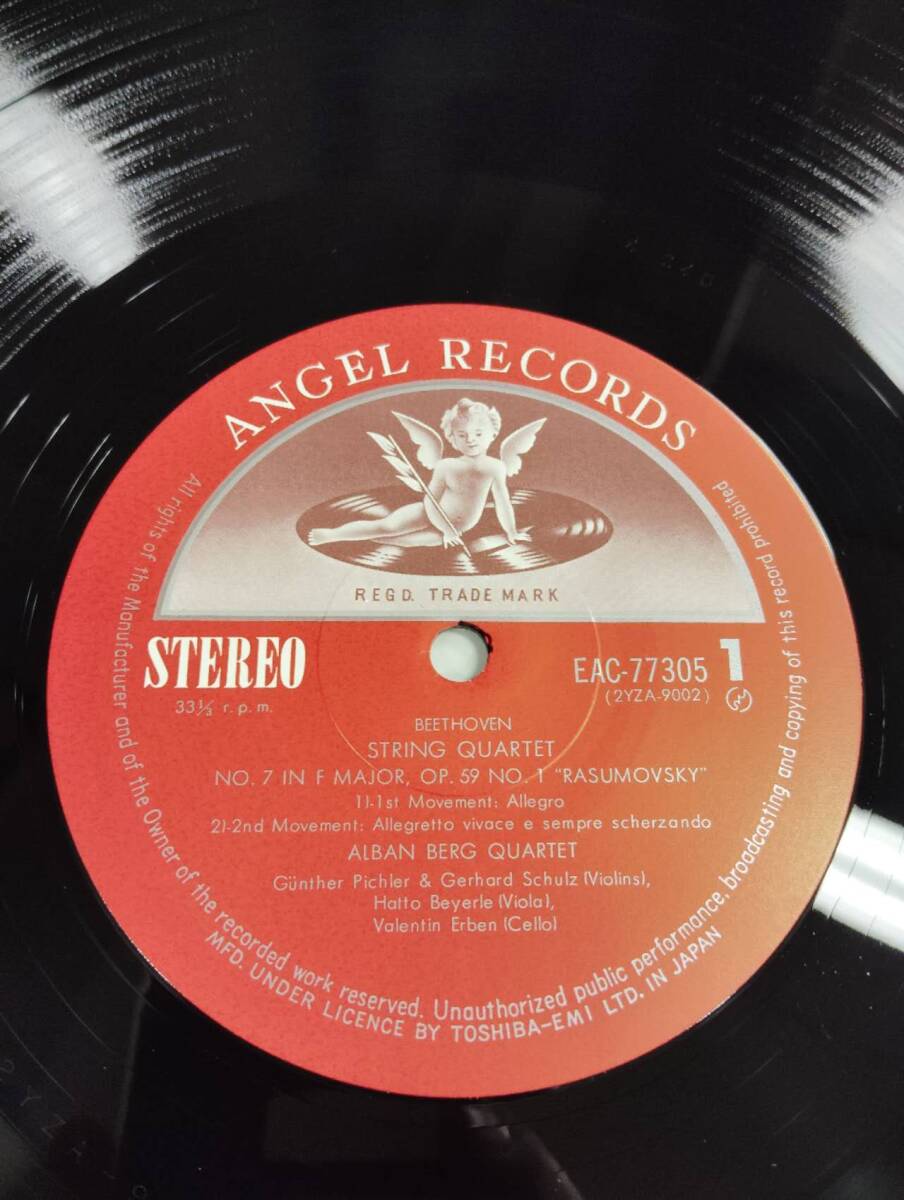 ANGEL RECORDS
REGD. TRADE MARK
STEREO
33⅓ r.p.m.
EAC-77305 1
(2YZA-9002)
BEETHOVEN
STRING QUARTET
NO. 7 IN F MAJOR, OP. 59 NO. 1 "RASUMOVSKY"
1)-1st Movement: Allegro
2)-2nd Movement: Allegretto vivace e sempre scherzando
ALBAN BERG QUARTET
Günther Pichler & Gerhard Schulz (Violins),
Hatto Beyerle (Viola),
Valentin Erben (Cello)
All rights of the Manufacturer and of the Owner of the recorded work reserved. Unauthorized public performance, broadcasting and copying of this record prohibited
MFD. UNDER LICENCE BY TOSHIBA-EMI LTD. IN JAPAN